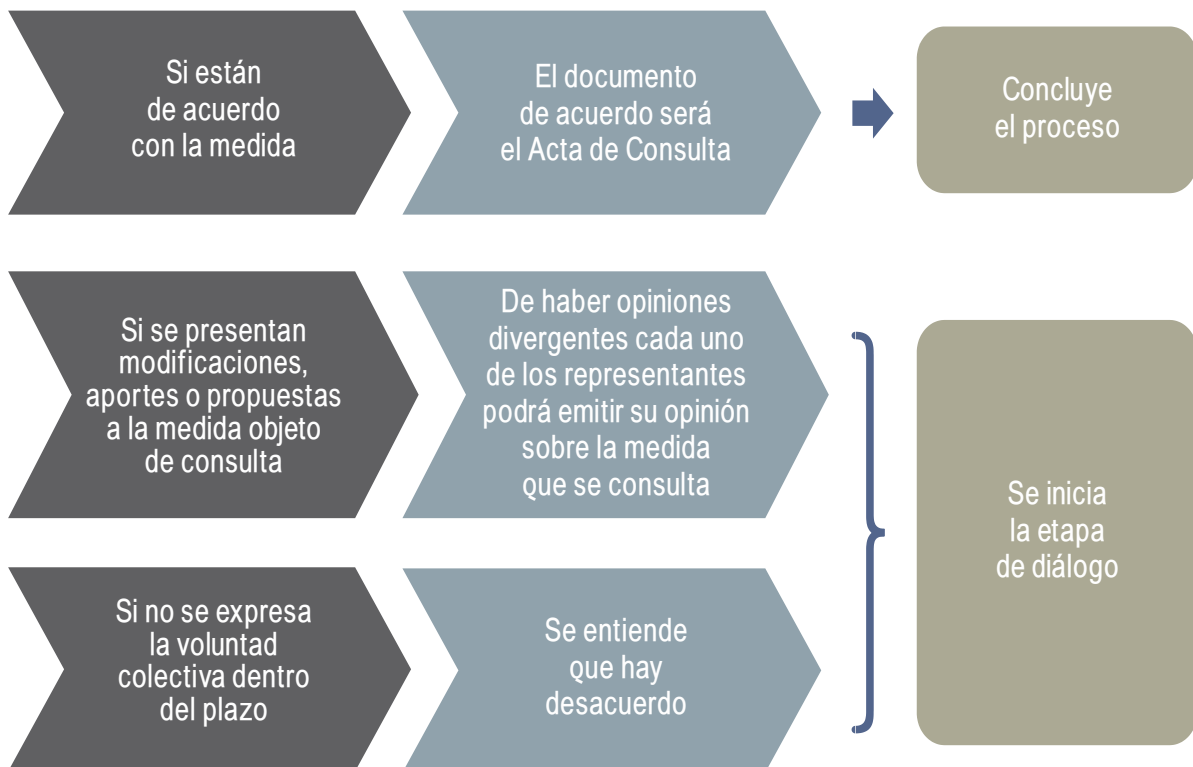 Si están
de acuerdo
con la medida
El documento
de acuerdo será
el Acta de Consulta
Concluye
el proceso
Si se presentan
modificaciones,
aportes o propuestas
a la medida objeto
de consulta
De haber opiniones
divergentes cada uno
de los representantes
podrá emitir su opinión
sobre la medida
que se consulta
Si no se expresa
la voluntad
colectiva dentro
del plazo
Se entiende
que hay
desacuerdo
Se inicia
la etapa
de diálogo